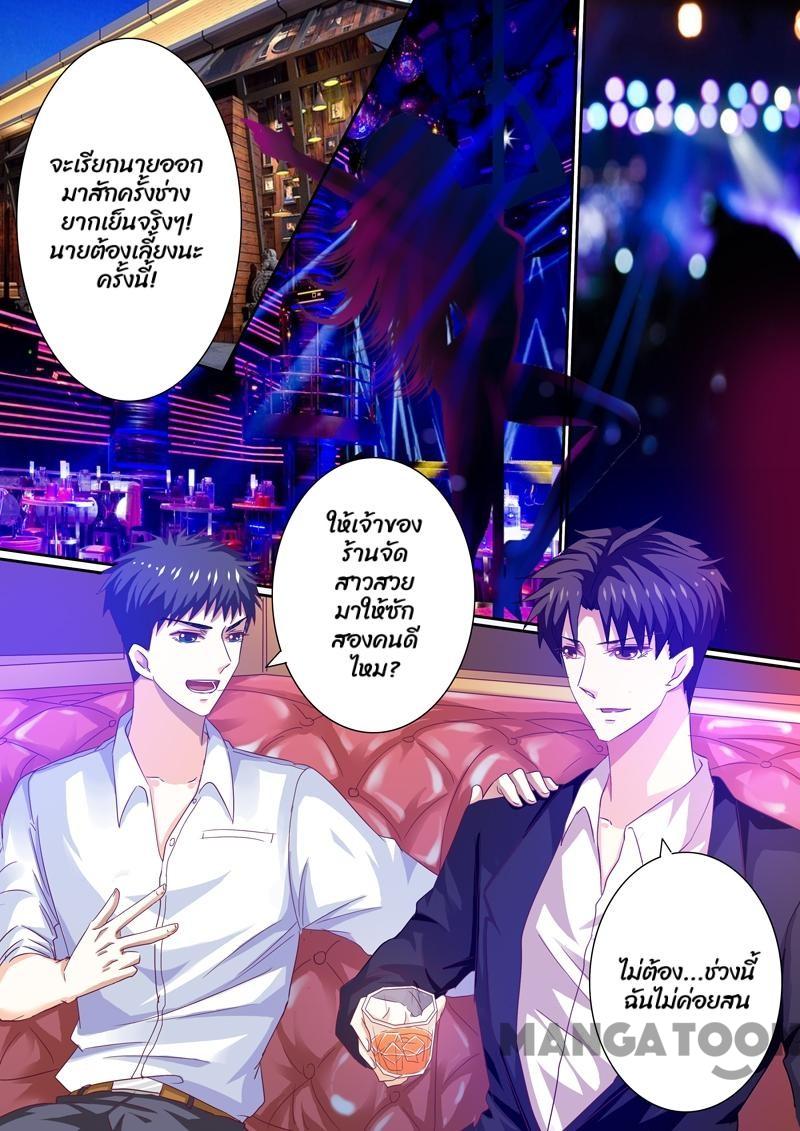 จะเรียกนายออก
มาสักครั้งช่าง
ยากเย็นจริงๆ!
นายต้องเลี้ยงนะ
ครั้งนี้!
ให้เจ้าของ
ร้านจัด
สาวสวย
มาให้ซัก
สองคนดี
ไหม?
ไม่ต้อง...ช่วงนี้
ฉันไม่ค่อยสน
MANGATOON